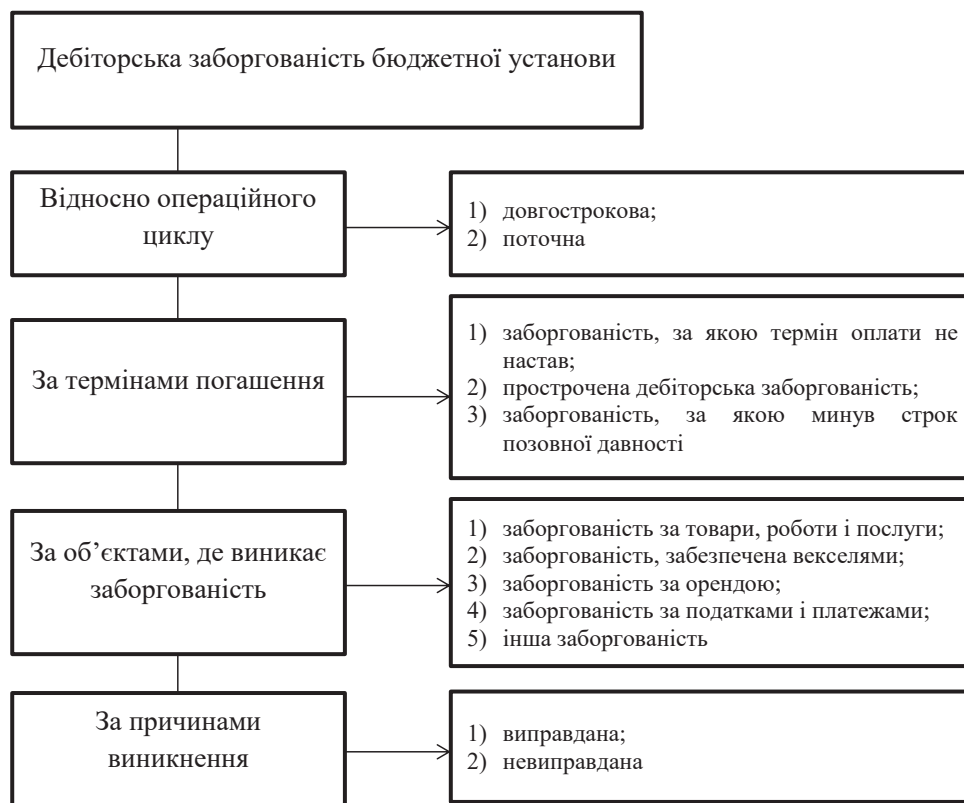 Дебіторська заборгованість бюджетної установи
Відносно операційного
циклу
1) довгострокова;
2) поточна
За термінами погашення
1) заборгованість, за якою термін оплати не
настав;
2) прострочена дебіторська заборгованість;
3) заборгованість, за якою минув строк
позовної давності
За об’єктами, де виникає
заборгованість
1) заборгованість за товари, роботи і послуги;
2) заборгованість, забезпечена векселями;
3) заборгованість за орендою;
4) заборгованість за податками і платежами;
5) інша заборгованість
За причинами
виникнення
1) виправдана;
2) невиправдана